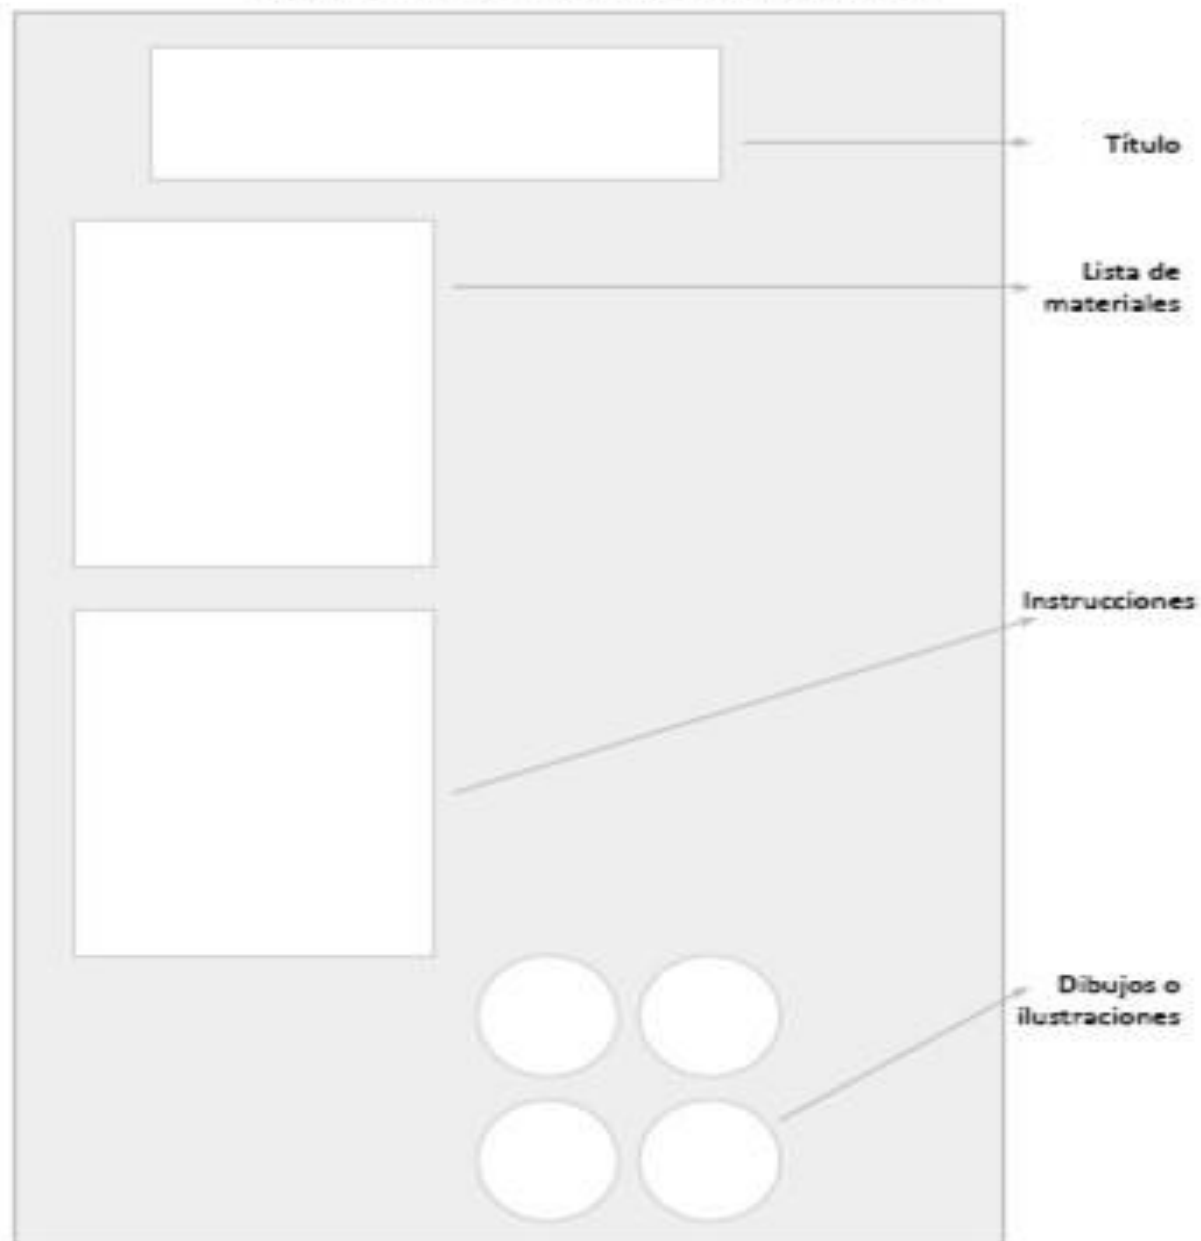 Título
Lista de
materiales
Instrucciones
Dibujos o
ilustraciones